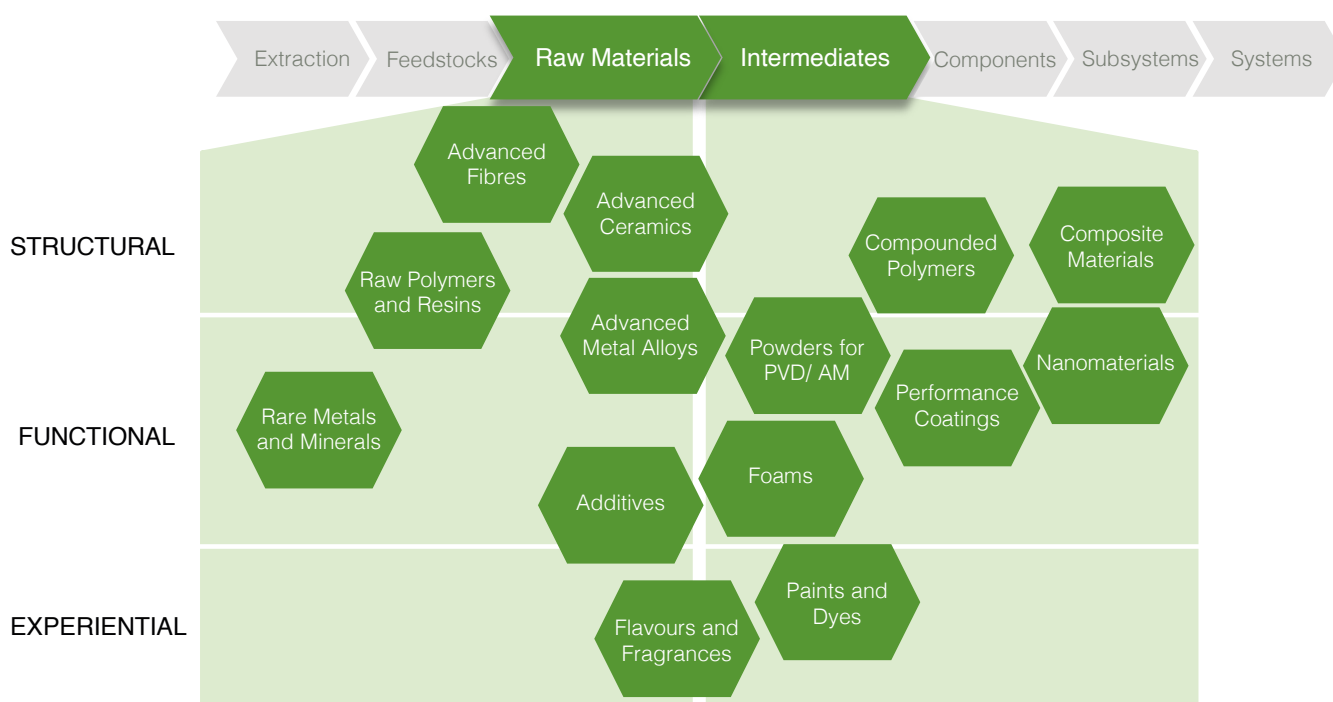 Extraction
Feedstocks
Raw Materials
Intermediates
Components
Subsystems
Systems
STRUCTURAL
Advanced
Fibres
Advanced
Ceramics
Raw Polymers
and Resins
Compounded
Polymers
Composite
Materials
FUNCTIONAL
Advanced
Metal Alloys
Powders for
PVD/ AM
Nanomaterials
Performance
Coatings
Rare Metals
and Minerals
Additives
Foams
EXPERIENTIAL
Flavours and
Fragrances
Paints and
Dyes